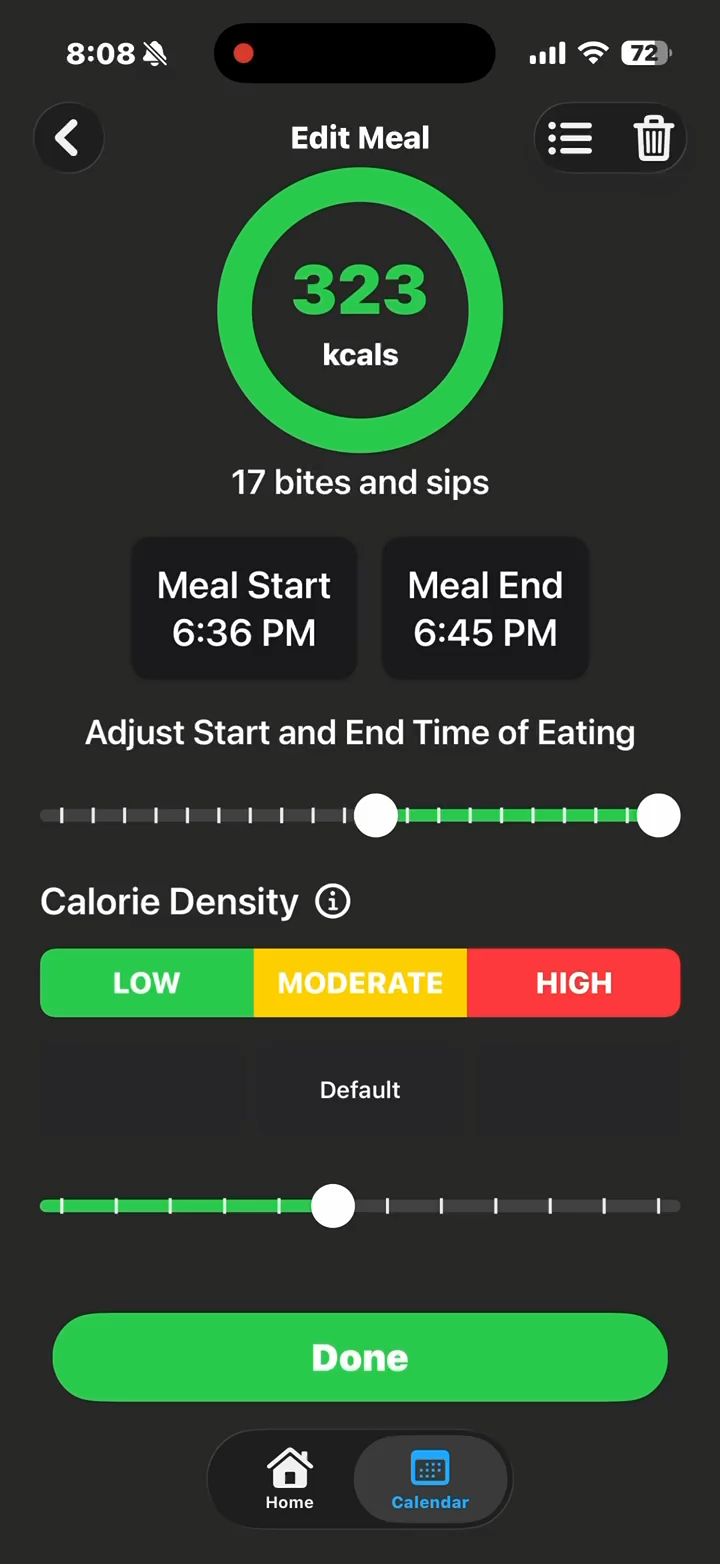 8:08
72
Edit Meal
323
kcals
17 bites and sips
Meal Start
6:36 PM
Meal End
6:45 PM
Adjust Start and End Time of Eating
Calorie Density
LOW
MODERATE
HIGH
Default
Done
Home
Calendar